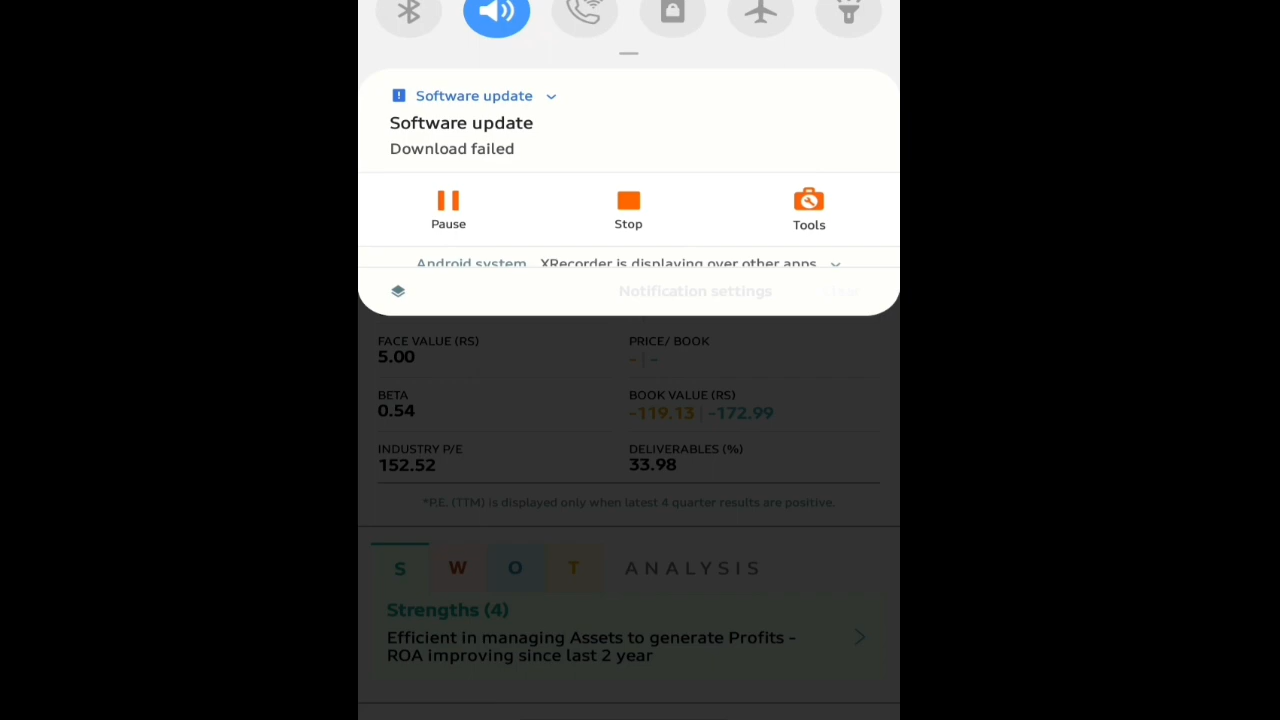 Software update
Software update
Download failed
Pause Stop Tools
Android system XRecorder is displaying over other apps
Notification settings
FACE VALUE (RS) PRICE/ BOOK
5.00 - | -
BETA BOOK VALUE (RS)
0.54 -119.13 | -172.99
INDUSTRY P/E DELIVERABLES (%)
152.52 33.98
*P.E. (TTM) is displayed only when latest 4 quarter results are positive.
S W O T ANALYSIS
Strengths (4)
Efficient in managing Assets to generate Profits -
ROA improving since last 2 year